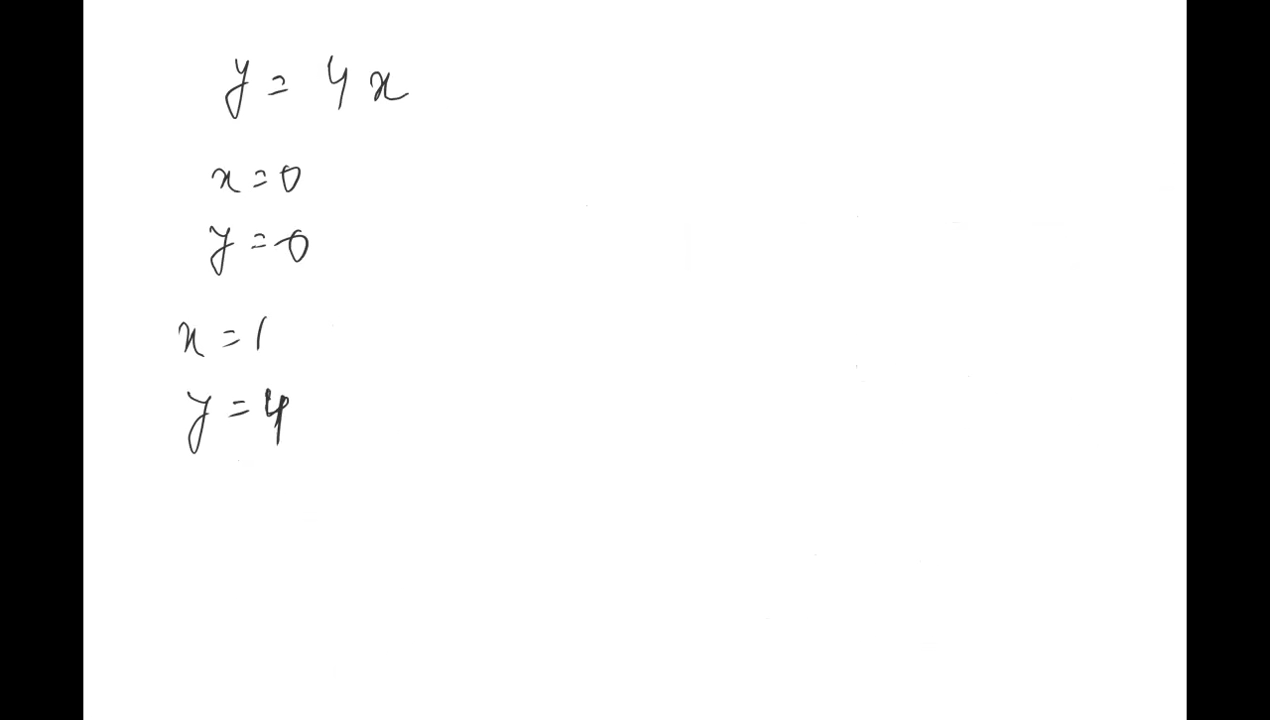 y = 4x
x = 0
y = 0
x = 1
y = 4